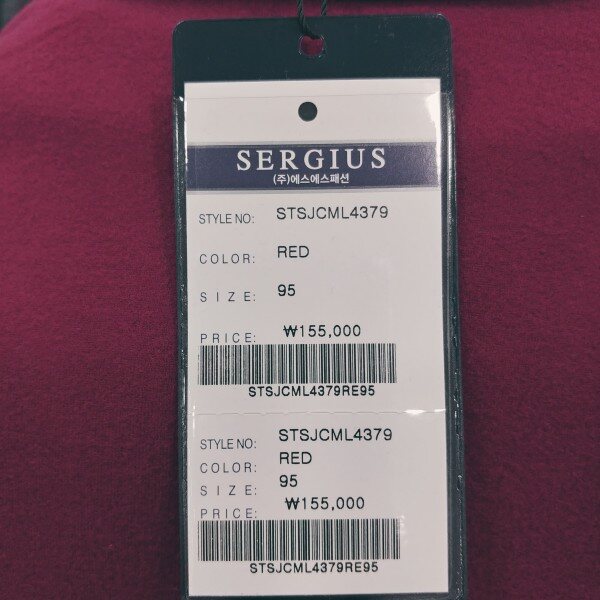 SERGIUS
(주)에스에스패션
STYLE NO: STSJCML4379
COLOR: RED
SIZE: 95
PRICE: ₩155,000
STSJCML4379RE95
STYLE NO: STSJCML4379
COLOR: RED
SIZE: 95
PRICE: ₩155,000
STSJCML4379RE95